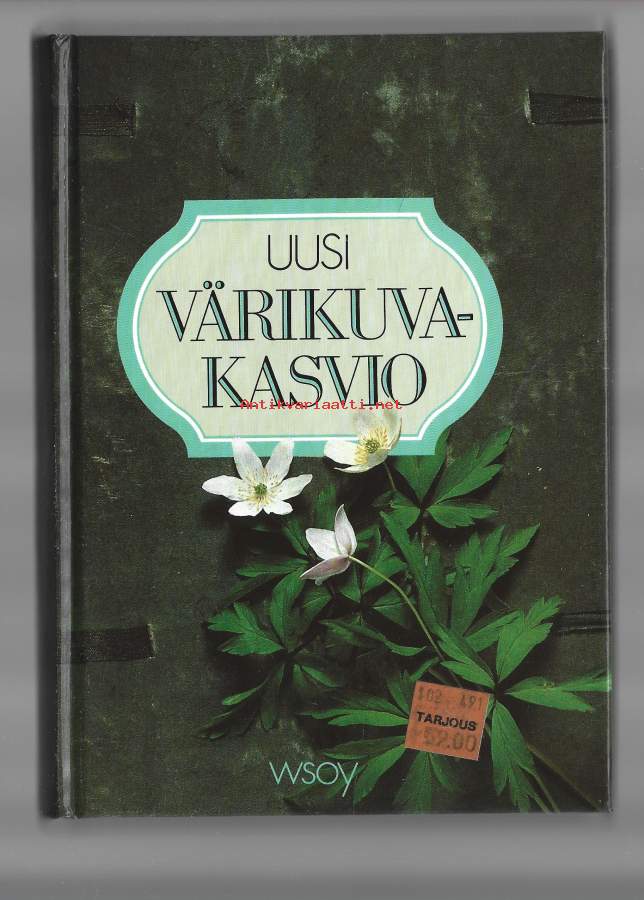 UUSI
VÄRIKUVA-
KASVIO
Antikvariaatti.net
TARJOUS
52.00
WSOY